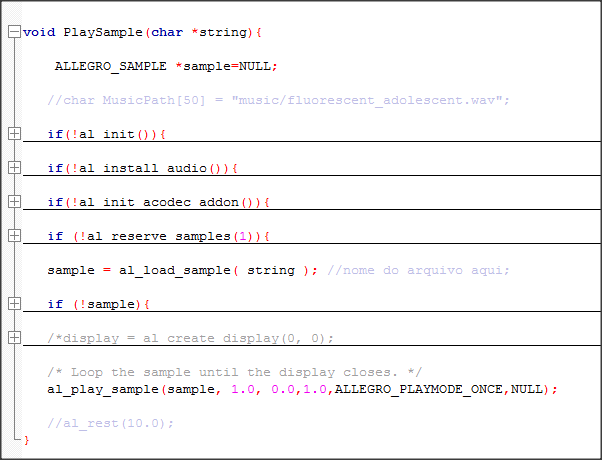 void PlaySample(char *string){
ALLEGRO_SAMPLE *sample=NULL;
//char MusicPath[50] = "music/fluorescent_adolescent.wav";
if(!al_init()){
if(!al_install_audio()){
if(!al_init_acodec_addon()){
if (!al_reserve_samples(1)){
sample = al_load_sample( string ); //nome do arquivo aqui;
if (!sample){
/*display = al_create_display(0, 0);
/* Loop the sample until the display closes. */
al_play_sample(sample, 1.0, 0.0,1.0,ALLEGRO_PLAYMODE_ONCE,NULL);
//al_rest(10.0);
}